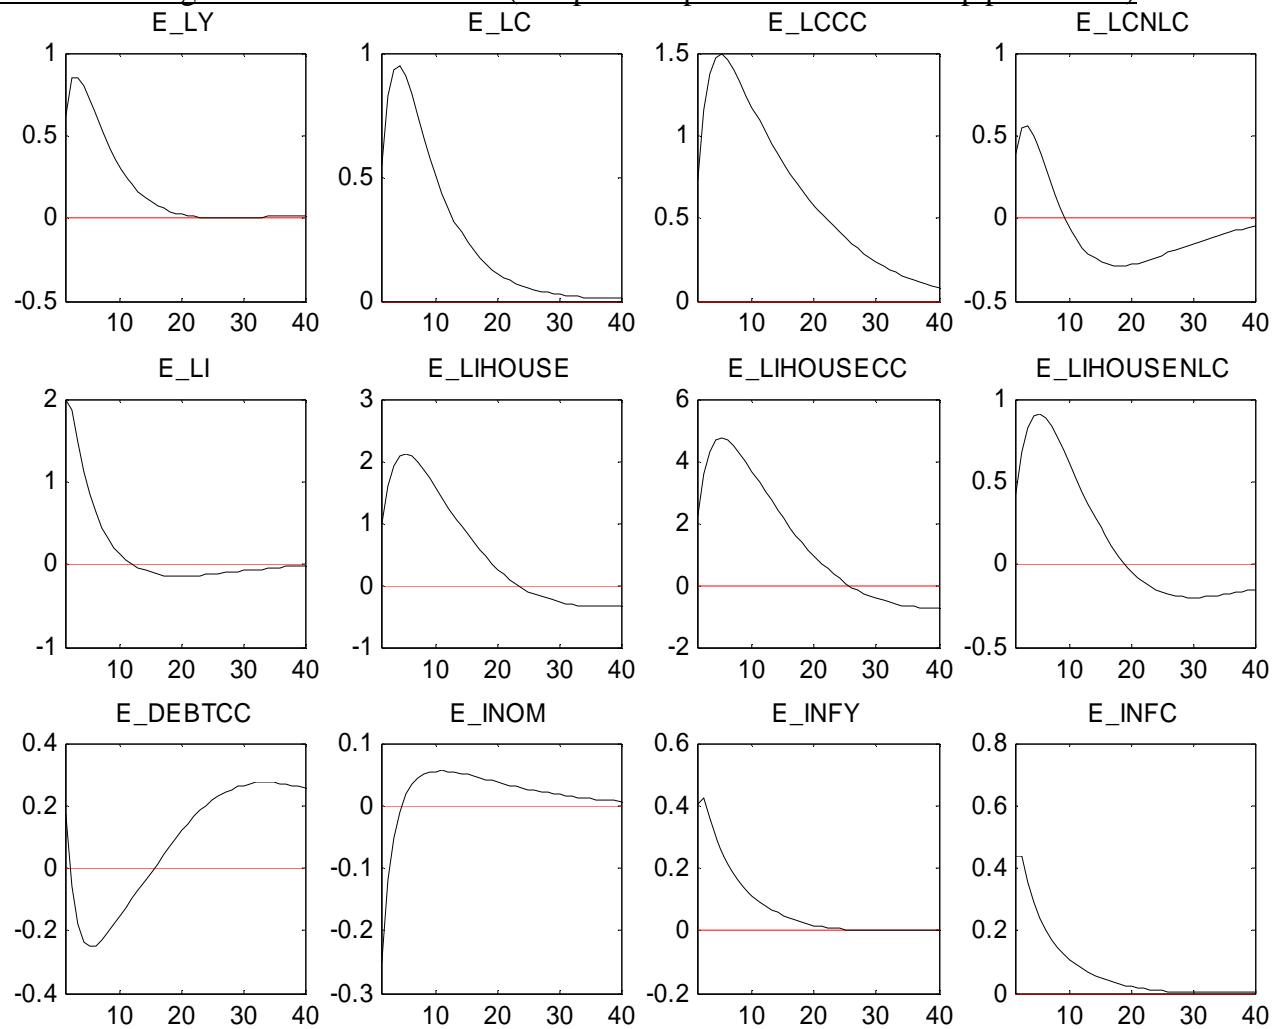 E_LY E_LC E_LCCC E_LCNLC
1 1 1.5 1
0.5 0.5 1 0.5
0 0.5 0
-0.5 0 0 -0.5
10 20 30 40 10 20 30 40 10 20 30 40 10 20 30 40
E_LI E_LIHOUSE E_LIHOUSECC E_LIHOUSENLC
2 3 6 1
1 2 4 0.5
0 1 2 0
0 0
-1 -1 -2 -0.5
10 20 30 40 10 20 30 40 10 20 30 40 10 20 30 40
E_DEBTCC E_INOM E_INFY E_INFC
0.4 0.1 0.6 0.8
0.2 0 0.4 0.6
0 -0.1 0.2 0.4
-0.2 -0.2 0 0.2
-0.4 -0.3 -0.2 0
10 20 30 40 10 20 30 40 10 20 30 40 10 20 30 40